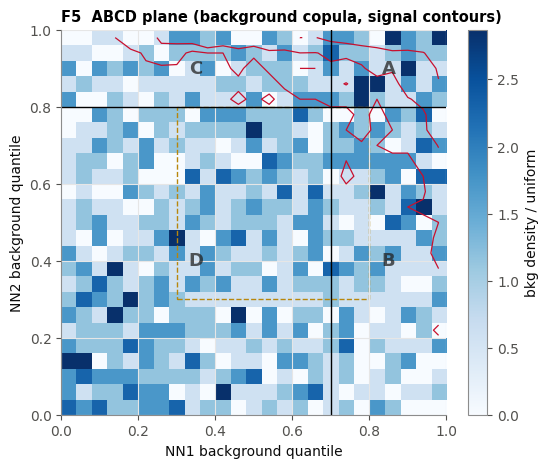 F5 ABCD plane (background copula, signal contours)
1.0
0.8
0.6
0.4
0.2
0.0
NN2 background quantile
C
A
D
B
0.0
0.2
0.4
0.6
0.8
1.0
NN1 background quantile
2.5
2.0
1.5
1.0
0.5
0.0
bkg density / uniform